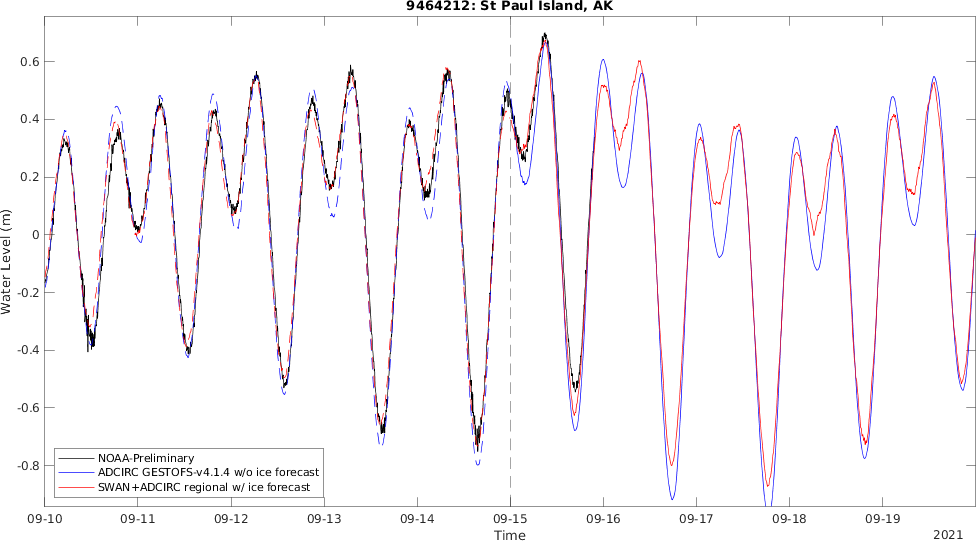 9464212: St Paul Island, AK
Water Level (m)
0.6
0.4
0.2
0
-0.2
-0.4
-0.6
-0.8
NOAA-Preliminary
ADCIRC GESTOFS-v4.1.4 w/o ice forecast
SWAN+ADCIRC regional w/ ice forecast
09-10 09-11 09-12 09-13 09-14 09-15 09-16 09-17 09-18 09-19
Time
2021